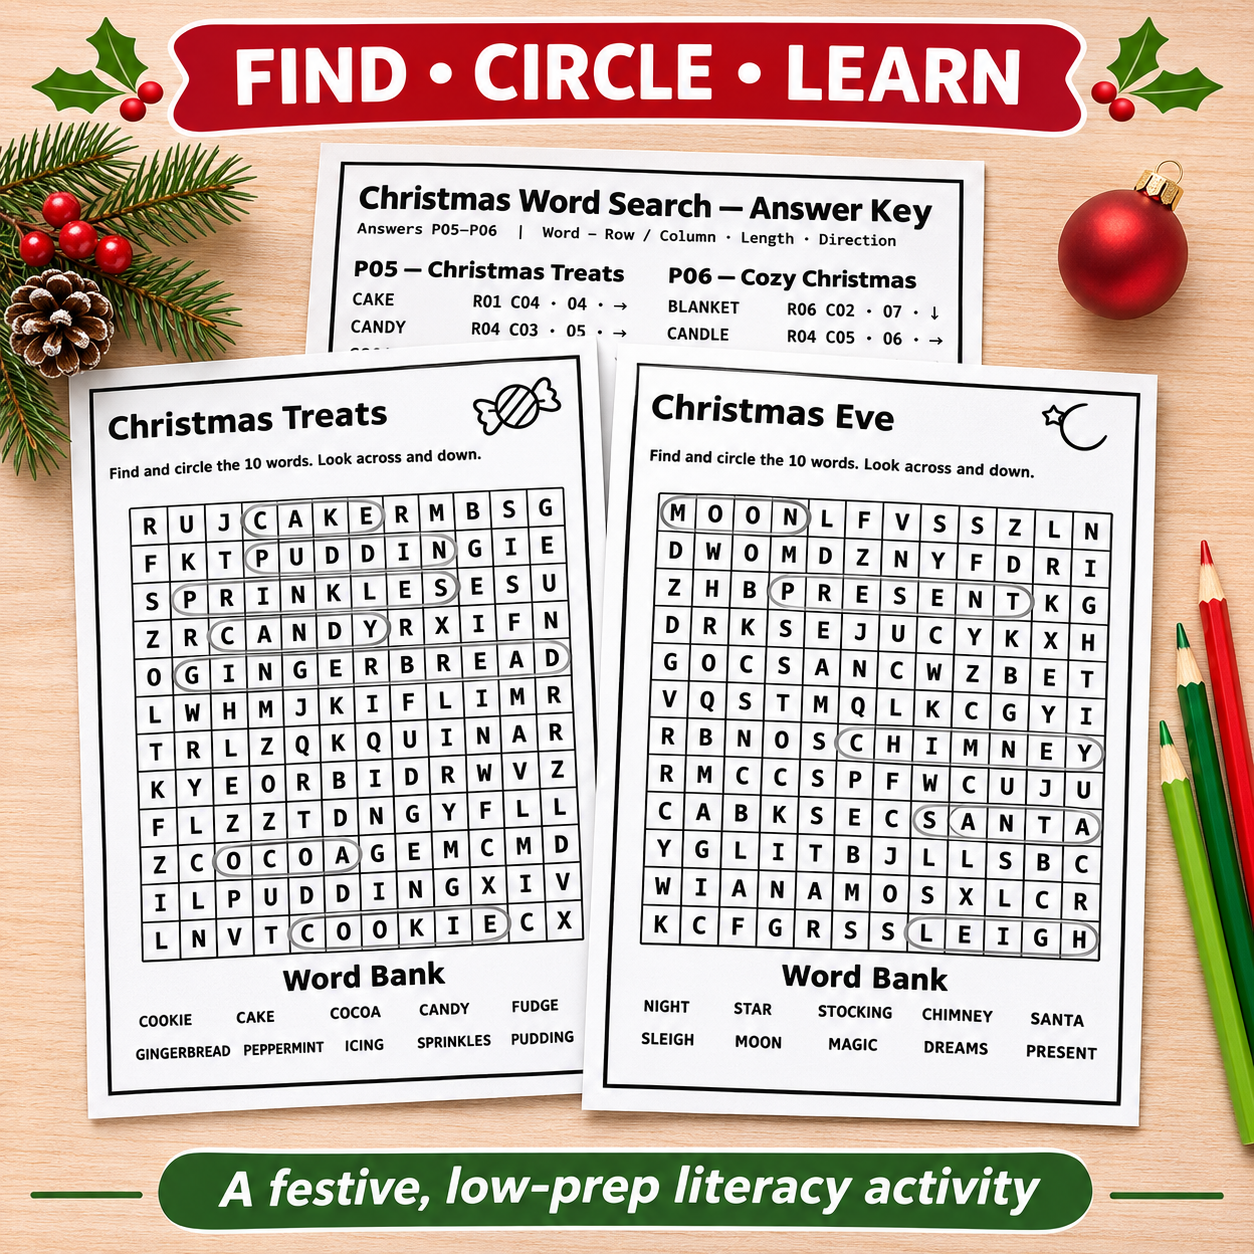 FIND • CIRCLE • LEARN
Christmas Word Search — Answer Key
Answers P05–P06 | Word – Row / Column · Length · Direction
P05 — Christmas Treats
CAKE R01 C04 · 04 · →
CANDY R04 C03 · 05 · →
P06 — Cozy Christmas
BLANKET R06 C02 · 07 · ↓
CANDLE R04 C05 · 06 · →
Christmas Treats
Find and circle the 10 words. Look across and down.
R U J C A K E R M B S G
F K T P U D D I N G I E
S P R I N K L E S E S U
Z R C A N D Y R X I F N
O G I N G E R B R E A D
L W H M J K I F L I M R
T R L Z Q K Q U I N A R
K Y E O R B I D R W V Z
F L Z Z T D N G Y F L L
Z C O C O A G E M C M D
I L P U D D I N G X I V
L N V T C O O K I E C X
Word Bank
COOKIE CAKE COCOA CANDY FUDGE
GINGERBREAD PEPPERMINT ICING SPRINKLES PUDDING
Christmas Eve
Find and circle the 10 words. Look across and down.
M O O N L F V S S Z L N
D W O M D Z N Y F D R I
Z H B P R E S E N T K G
D R K S E J U C Y K X H
G O C S A N C W Z B E T
V Q S T M Q L K C G Y I
R B N O S C H I M N E Y
R M C C S P F W C U J U
C A B K S E C S A N T A
Y G L I T B J L L S B C
W I A N A M O S X L C R
K C F G R S S L E I G H
Word Bank
NIGHT STAR STOCKING CHIMNEY SANTA
SLEIGH MOON MAGIC DREAMS PRESENT
A festive, low-prep literacy activity